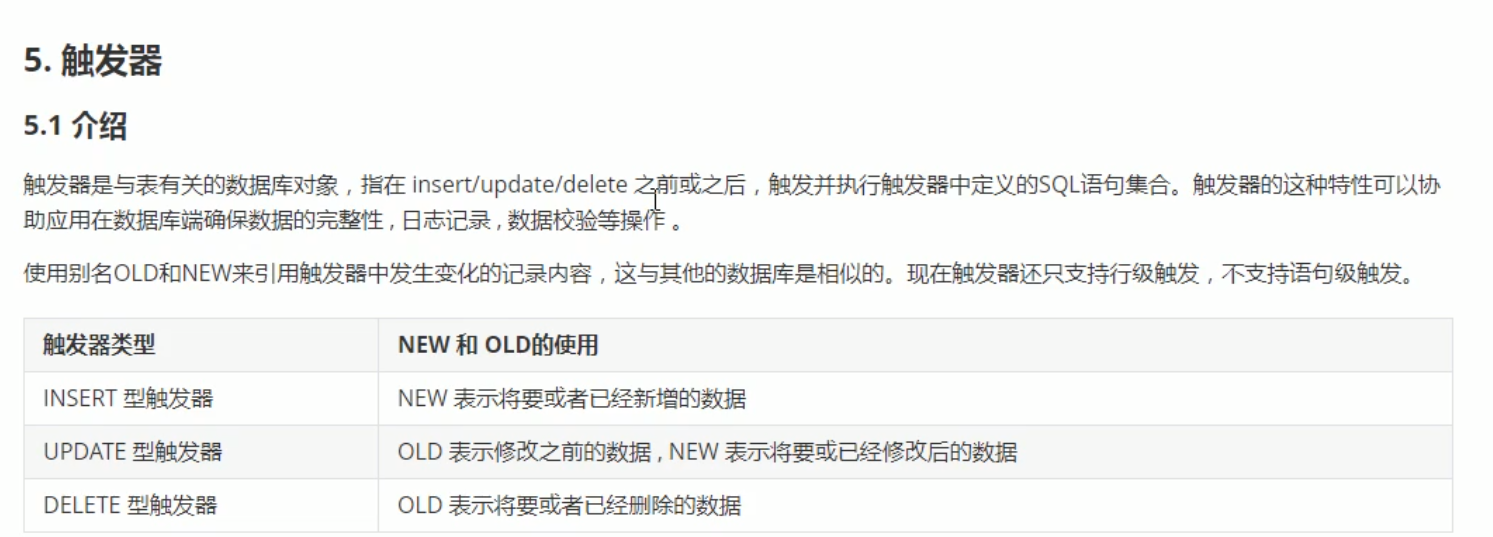 5. 触发器
5.1 介绍
触发器是与表有关的数据库对象，指在 insert/update/delete 之前或之后，触发并执行触发器中定义的SQL语句集合。触发器的这种特性可以协
助应用在数据库端确保数据的完整性 , 日志记录 , 数据校验等操作 。
使用别名OLD和NEW来引用触发器中发生变化的记录内容，这与其他的数据库是相似的。现在触发器还只支持行级触发，不支持语句级触发。
触发器类型 NEW 和 OLD的使用
INSERT 型触发器 NEW 表示将要或者已经新增的数据
UPDATE 型触发器 OLD 表示修改之前的数据 , NEW 表示将要或已经修改后的数据
DELETE 型触发器 OLD 表示将要或者已经删除的数据